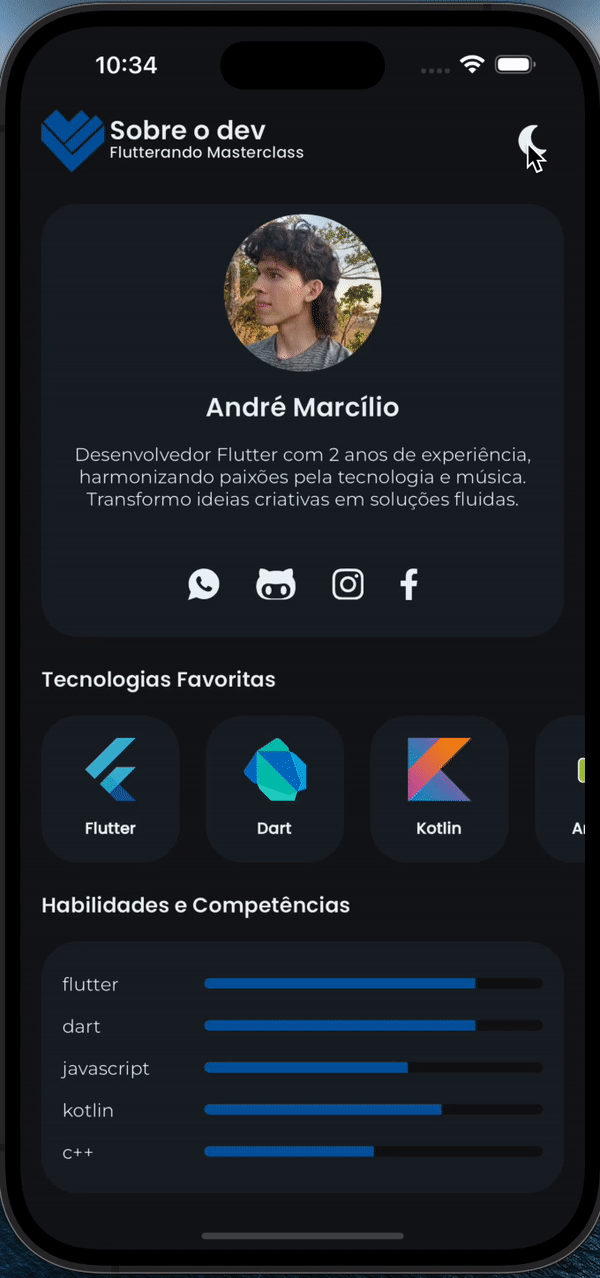 10:34
Sobre o dev
Flutterando Masterclass
André Marcílio
Desenvolvedor Flutter com 2 anos de experiência,
harmonizando paixões pela tecnologia e música.
Transformo ideias criativas em soluções fluidas.
Tecnologias Favoritas
Flutter
Dart
Kotlin
Habilidades e Competências
flutter
dart
javascript
kotlin
c++